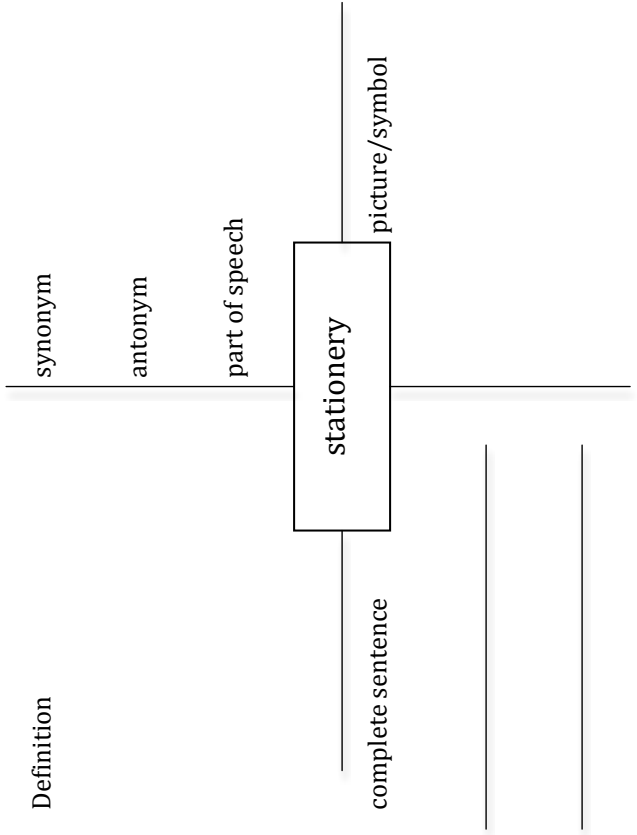 Definition
synonym
antonym
part of speech
stationery
complete sentence
picture/symbol